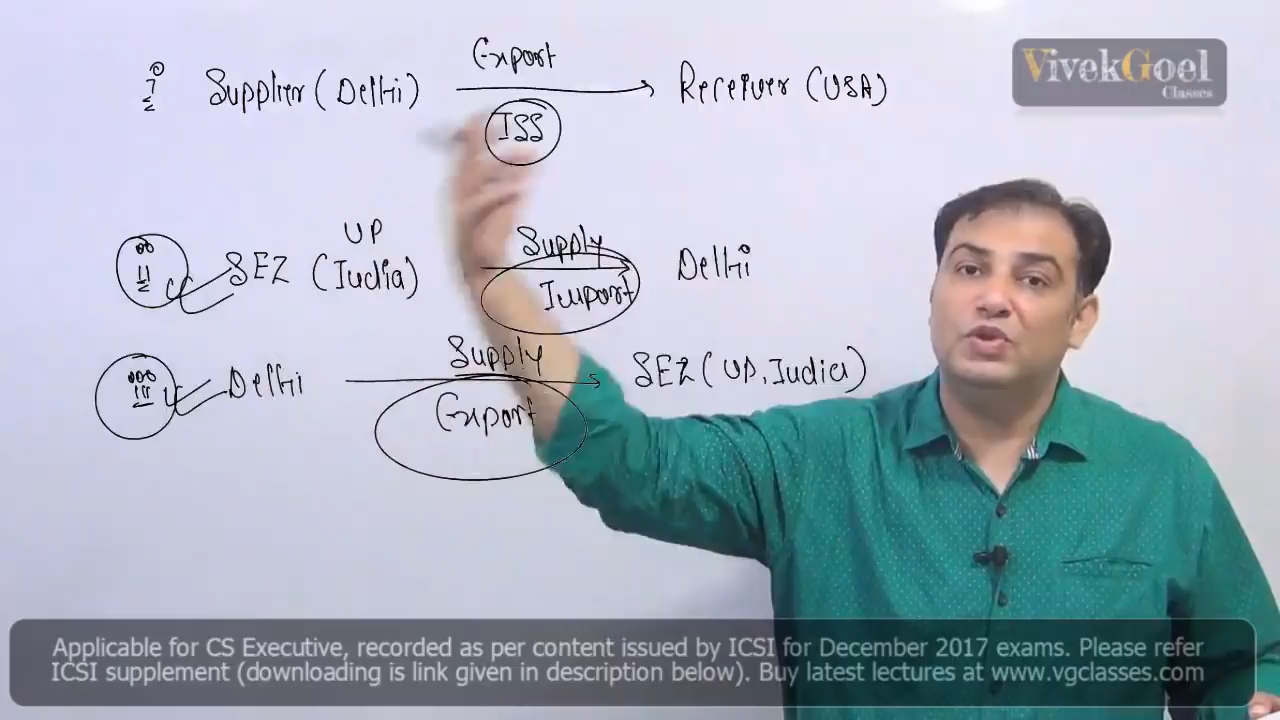 VivekGoel
Classes
Export
i Supplier (Delhi) Receiver (USA)
ISS
UP Supply
ii SEZ (India) Delhi
Import
Supply
iii Delhi SEZ (UP, India)
Export
Applicable for CS Executive, recorded as per content issued by ICSI for December 2017 exams. Please refer
ICSI supplement (downloading is link given in description below). Buy latest lectures at www.vgclasses.com